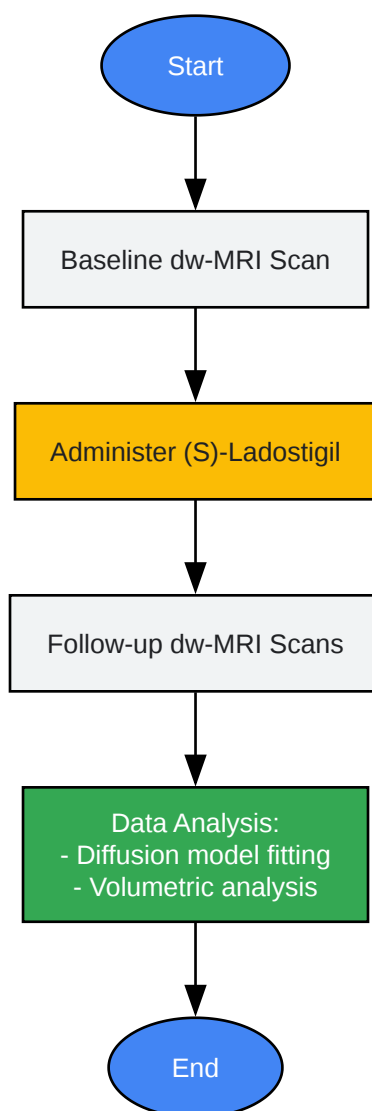 Start
Baseline dw-MRI Scan
Administer (S)-Ladostigil
Follow-up dw-MRI Scans
Data Analysis:
- Diffusion model fitting
- Volumetric analysis
End